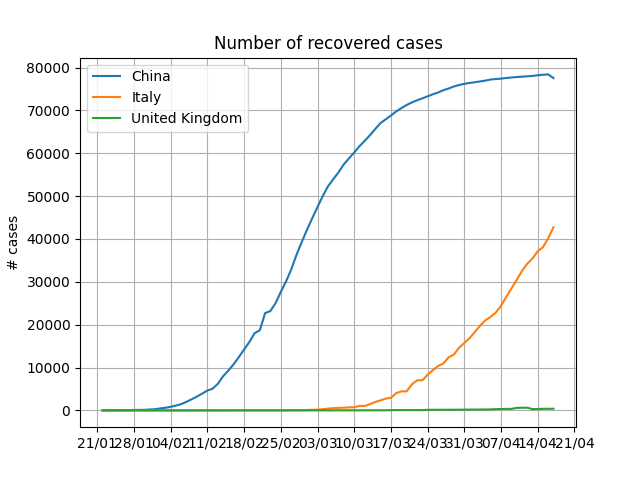 Number of recovered cases
China
Italy
United Kingdom
# cases
80000
70000
60000
50000
40000
30000
20000
10000
0
21/01 28/01 04/02 11/02 18/02 25/02 03/03 10/03 17/03 24/03 31/03 07/04 14/04 21/04